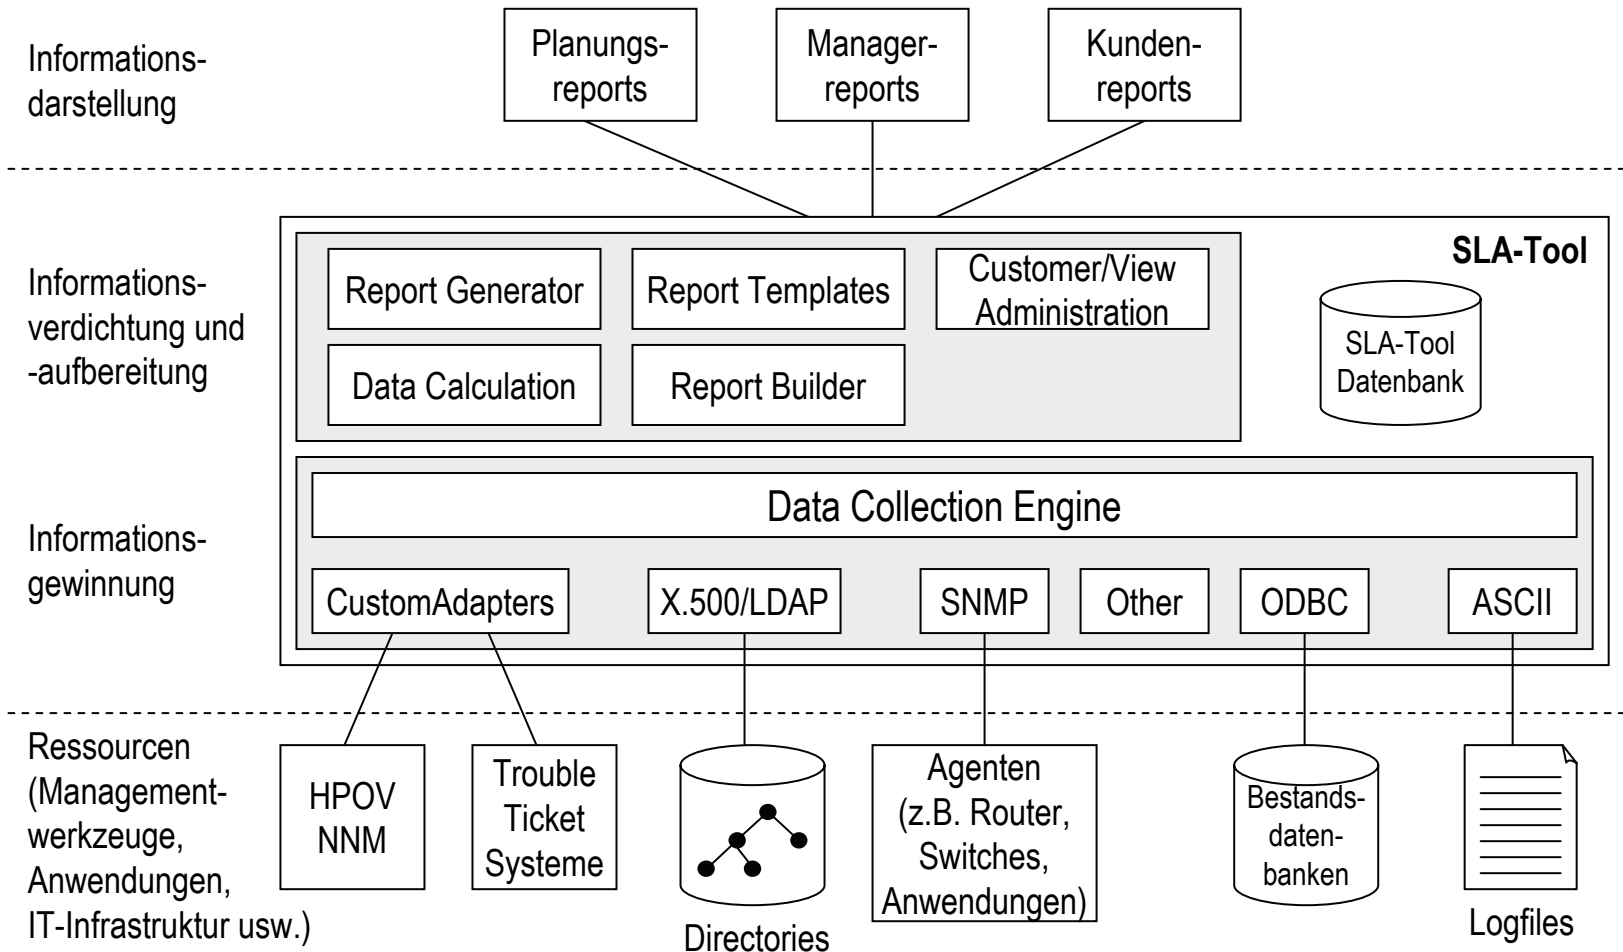 Informations-
darstellung
Planungs-
reports
Manager-
reports
Kunden-
reports
Informations-
verdichtung und
-aufbereitung
SLA-Tool
Report Generator
Report Templates
Customer/View
Administration
Data Calculation
Report Builder
SLA-Tool
Datenbank
Informations-
gewinnung
Data Collection Engine
CustomAdapters
X.500/LDAP
SNMP
Other
ODBC
ASCII
Ressourcen
(Management-
werkzeuge,
Anwendungen,
IT-Infrastruktur usw.)
HPOV
NNM
Trouble
Ticket
Systeme
Directories
Agenten
(z.B. Router,
Switches,
Anwendungen)
Bestands-
daten-
banken
Logfiles